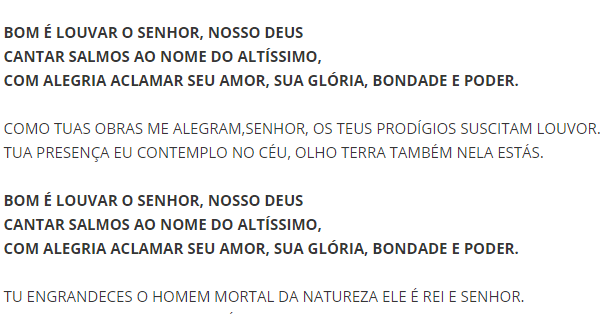 BOM É LOUVAR O SENHOR, NOSSO DEUS
CANTAR SALMOS AO NOME DO ALTÍSSIMO,
COM ALEGRIA ACLAMAR SEU AMOR, SUA GLÓRIA, BONDADE E PODER.
COMO TUAS OBRAS ME ALEGRAM,SENHOR, OS TEUS PRODÍGIOS SUSCITAM LOUVOR.
TUA PRESENÇA EU CONTEMPLO NO CÉU, OLHO TERRA TAMBÉM NELA ESTÁS.
BOM É LOUVAR O SENHOR, NOSSO DEUS
CANTAR SALMOS AO NOME DO ALTÍSSIMO,
COM ALEGRIA ACLAMAR SEU AMOR, SUA GLÓRIA, BONDADE E PODER.
TU ENGRANDECES O HOMEM MORTAL DA NATUREZA ELE É REI E SENHOR.